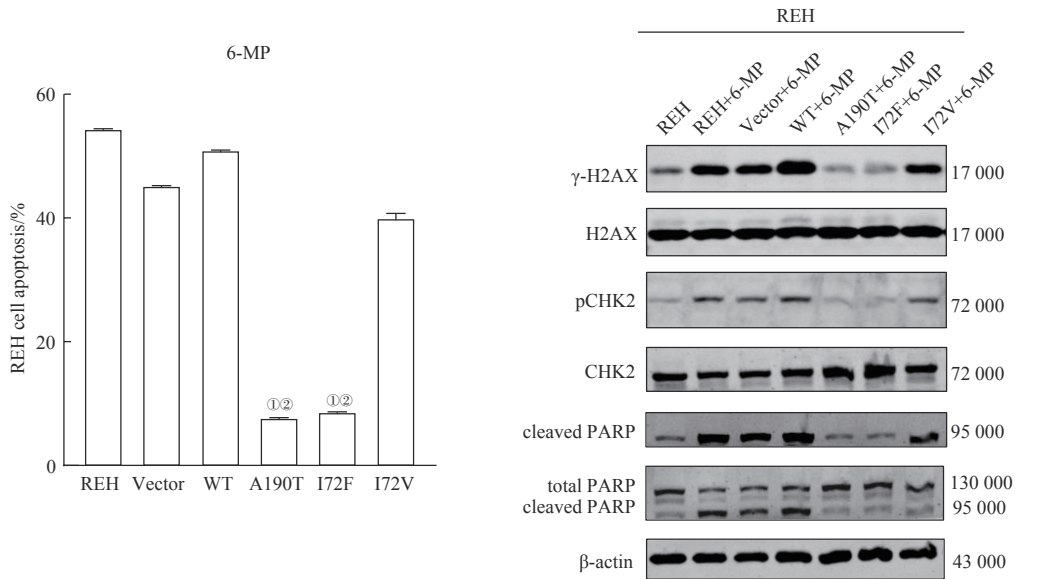 6-MP
REH cell apoptosis/%
60
40
20
0
①②
①②
REH Vector WT A190T I72F I72V
REH
REH
REH+6-MP
Vector+6-MP
WT+6-MP
A190T+6-MP
I72F+6-MP
I72V+6-MP
γ-H2AX 17 000
H2AX 17 000
pCHK2 72 000
CHK2 72 000
cleaved PARP 95 000
total PARP 130 000
cleaved PARP 95 000
β-actin 43 000